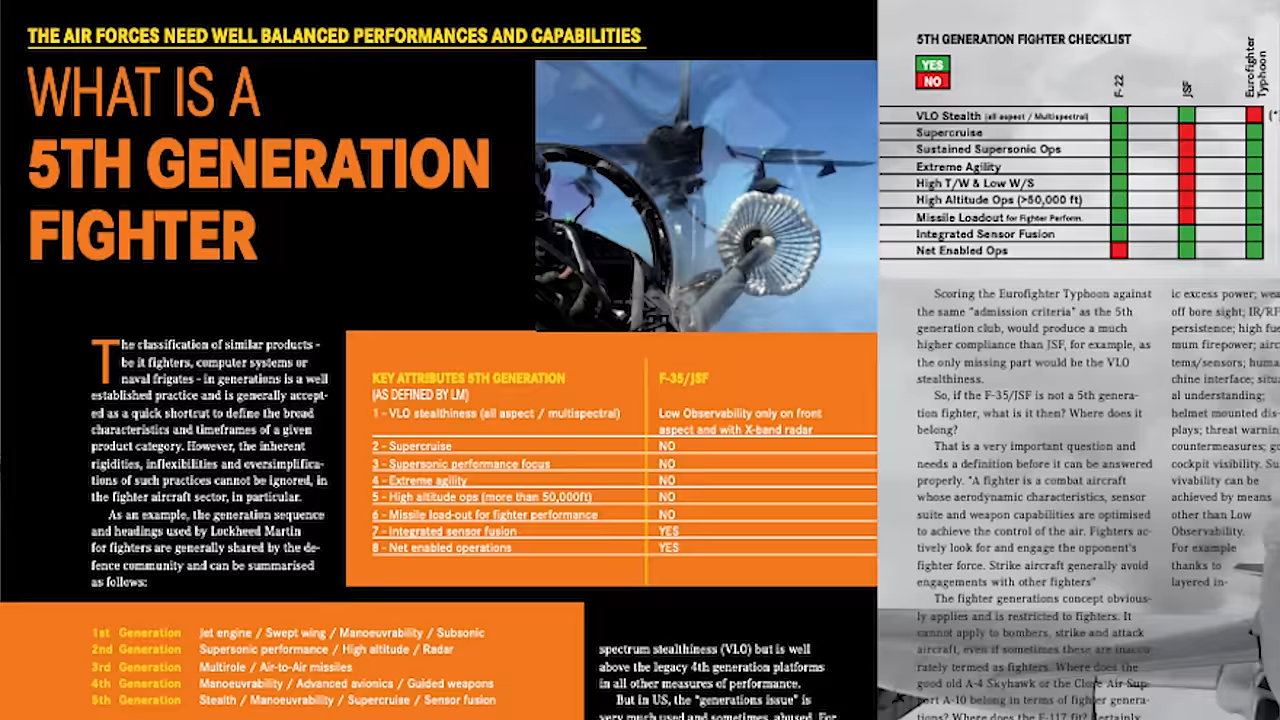 THE AIR FORCES NEED WELL BALANCED PERFORMANCES AND CAPABILITIES
WHAT IS A
5TH GENERATION
FIGHTER
The classification of similar products -
be it fighters, computer systems or
naval frigates - in generations is a well
established practice and is generally accept-
ed as a quick shortcut to define the broad
characteristics and timeframes of a given
product category. However, the inherent
rigidities, inflexibilities and oversimplifica-
tions of such practices cannot be ignored, in
the fighter aircraft sector, in particular.
As an example, the generation sequence
and headings used by Lockheed Martin
for fighters are generally shared by the de-
fence community and can be summarised
as follows:
KEY ATTRIBUTES 5TH GENERATION F-35/JSF
(AS DEFINED BY LM)
1 - VLO stealthiness (all aspect / multispectral) Low Observability only on front
aspect and with X-band radar
2 - Supercruise NO
3 - Supersonic performance focus NO
4 - Extreme agility NO
5 - High altitude ops (more than 50,000ft) NO
6 - Missile load-out for fighter performance NO
7 - Integrated sensor fusion YES
8 - Net enabled operations YES
1st Generation Jet engine / Swept wing / Manoeuvrability / Subsonic
2nd Generation Supersonic performance / High altitude / Radar
3rd Generation Multirole / Air-to-Air missiles
4th Generation Manoeuvrability / Advanced avionics / Guided weapons
5th Generation Stealth / Manoeuvrability / Supercruise / Sensor fusion
spectrum stealthiness (VLO) but is well
above the legacy 4th generation platforms
in all other measures of performance.
But in US, the "generations issue" is
very much used and sometimes, abused. For
5TH GENERATION FIGHTER CHECKLIST
YES
NO
F-22
JSF
Eurofighter
Typhoon
VLO Stealth (all aspect / Multispectral) (*
Supercruise
Sustained Supersonic Ops
Extreme Agility
High T/W & Low W/S
High Altitude Ops (>50,000 ft)
Missile Loadout for Fighter Perform.
Integrated Sensor Fusion
Net Enabled Ops
Scoring the Eurofighter Typhoon against
the same "admission criteria" as the 5th
generation club, would produce a much
higher compliance than JSF, for example, as
the only missing part would be the VLO
stealthiness.
So, if the F-35/JSF is not a 5th genera-
tion fighter, what is it then? Where does it
belong?
That is a very important question and
needs a definition before it can be answered
properly. "A fighter is a combat aircraft
whose aerodynamic characteristics, sensor
suite and weapon capabilities are optimised
to achieve the control of the air. Fighters ac-
tively look for and engage the opponent's
fighter force. Strike aircraft generally avoid
engagements with other fighters"
The fighter generations concept obvious-
ly applies and is restricted to fighters. It
cannot apply to bombers, strike and attack
aircraft, even if sometimes these are inaccu-
rately termed as fighters. Where does the
good old A-4 Skyhawk or the Close Air Sup-
port A-10 belong in terms of fighter genera-
tions? Where does the F-117 fit? Certainly
ic excess power; wea
off bore sight; IR/RF
persistence; high fue
mum firepower; airc
tems/sensors; huma
chine interface; situa
al understanding;
helmet mounted dis-
plays; threat warnin
countermeasures; go
cockpit visibility. Su
vivability can be
achieved by means
other than Low
Observability.
For example
thanks to
layered in-